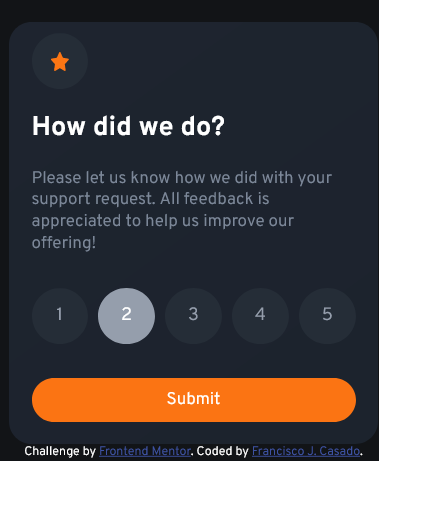 How did we do?
Please let us know how we did with your
support request. All feedback is
appreciated to help us improve our
offering!
1 2 3 4 5
Submit
Challenge by Frontend Mentor. Coded by Francisco J. Casado.